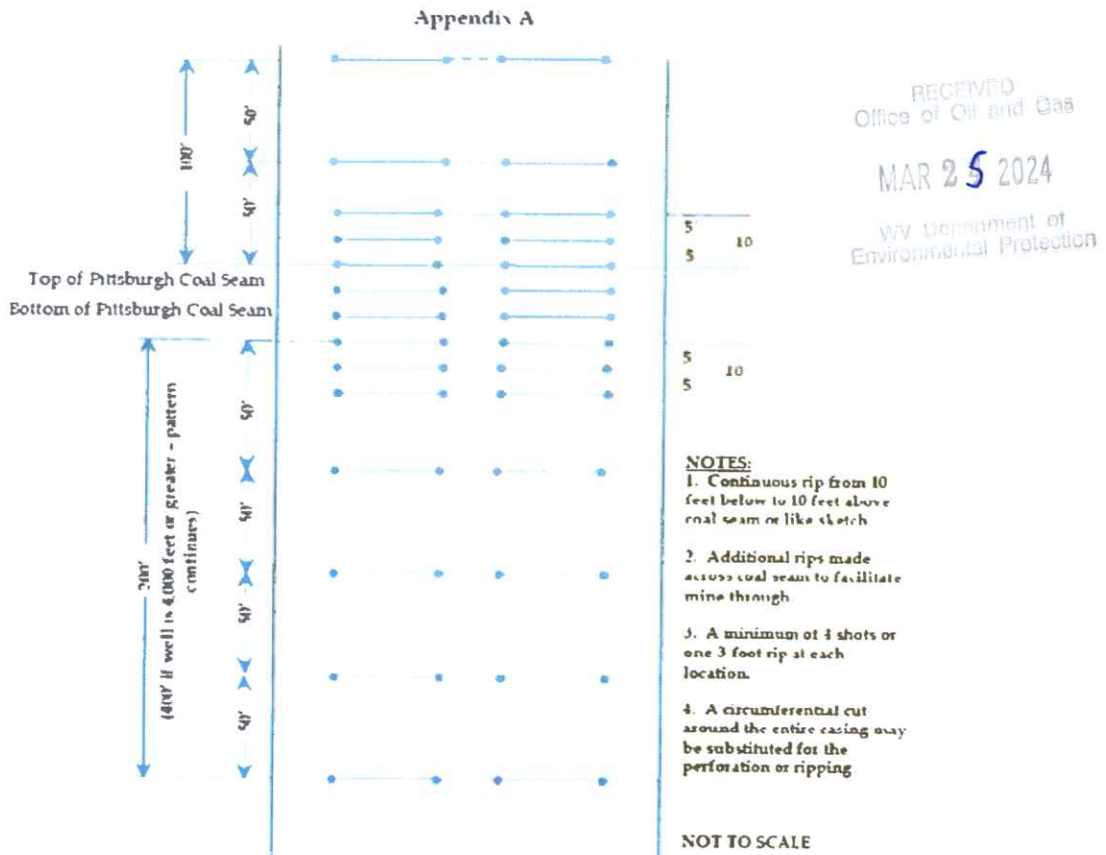 Appendix A
RECEIVED
Office of Oil and Gas
MAR 25 2024
WV Department of
Environmental Protection
100'
50'
50'
5
10
5
Top of Pittsburgh Coal Seam
Bottom of Pittsburgh Coal Seam
5
10
5
200'
(400' if well is 4,000 feet or greater - pattern
continues)
50'
50'
50'
50'
NOTES:
1. Continuous rip from 10
feet below to 10 feet above
coal seam or like sketch
2. Additional rips made
across coal seam to facilitate
mine through.
3. A minimum of 4 shots or
one 3 foot rip at each
location.
4. A circumferential cut
around the entire casing may
be substituted for the
perforation or ripping
NOT TO SCALE